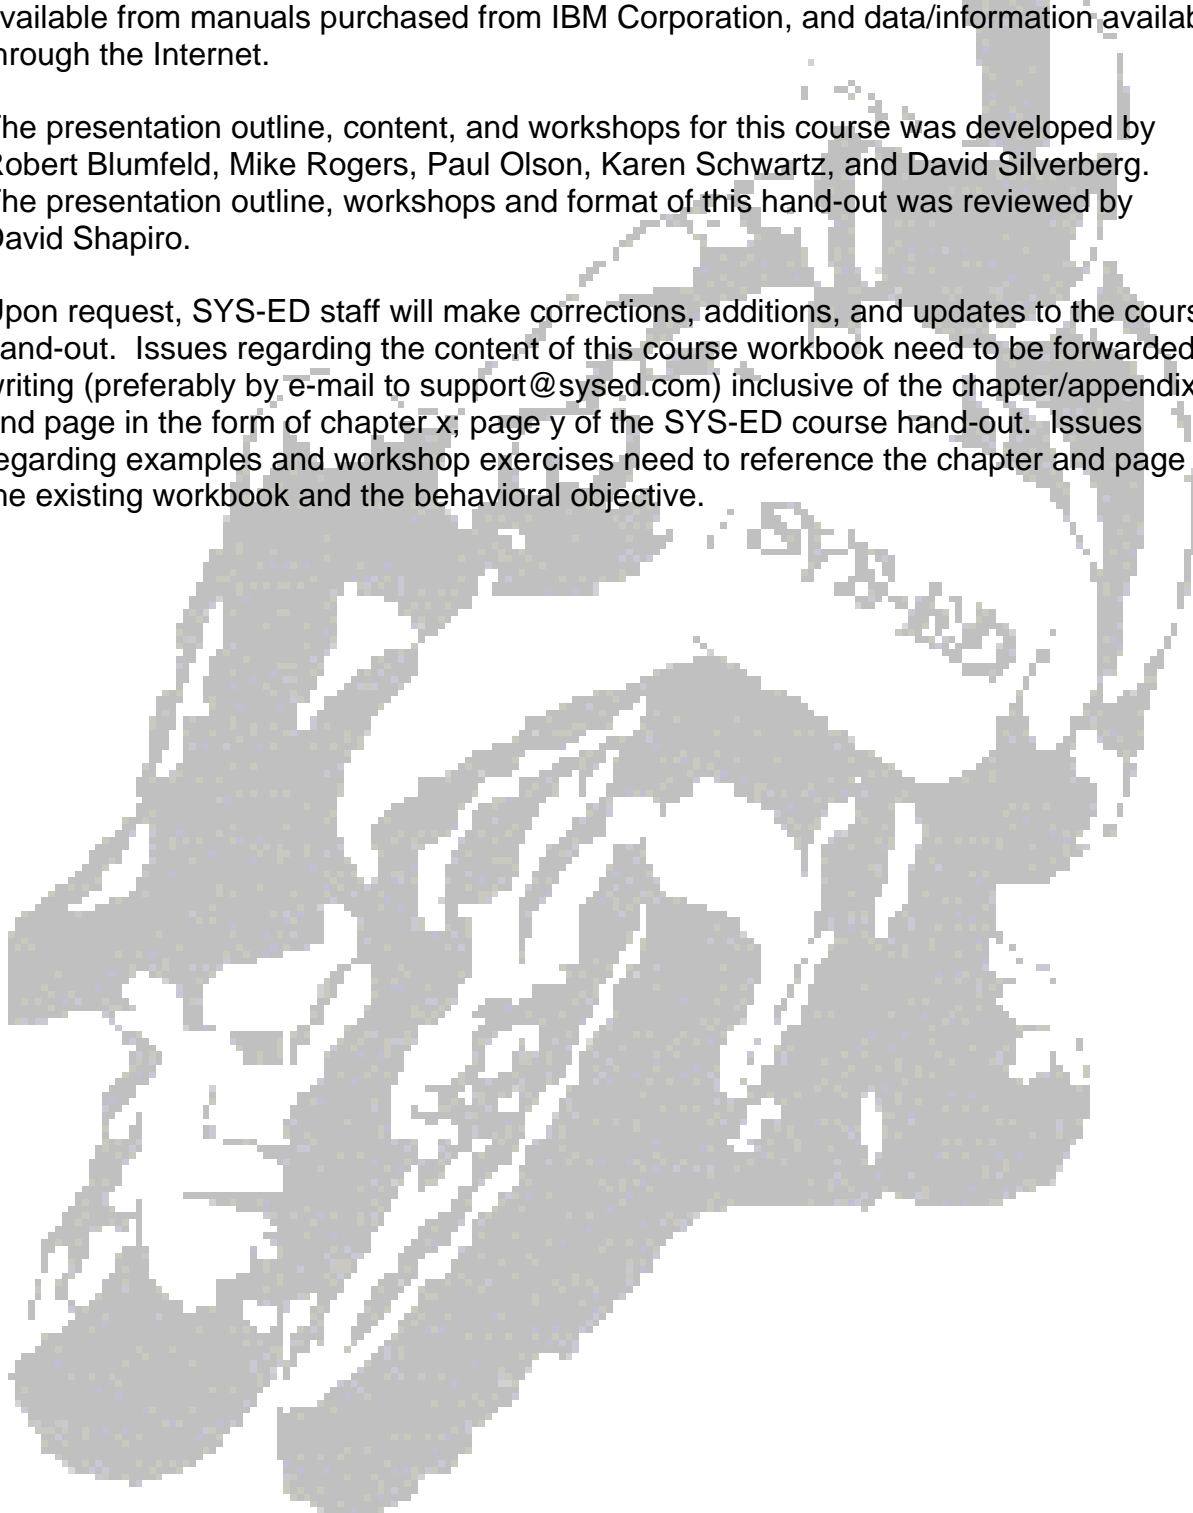 vailable from manuals purchased from IBM Corporation, and data/information availab
hrough the Internet.
he presentation outline, content, and workshops for this course was developed by
Robert Blumfeld, Mike Rogers, Paul Olson, Karen Schwartz, and David Silverberg.
he presentation outline, workshops and format of this hand-out was reviewed by
David Shapiro.
Upon request, SYS-ED staff will make corrections, additions, and updates to the cours
and-out.  Issues regarding the content of this course workbook need to be forwarded
writing (preferably by e-mail to support@sysed.com) inclusive of the chapter/appendix
nd page in the form of chapter x; page y of the SYS-ED course hand-out.  Issues
egarding examples and workshop exercises need to reference the chapter and page
he existing workbook and the behavioral objective.
SYS-ED